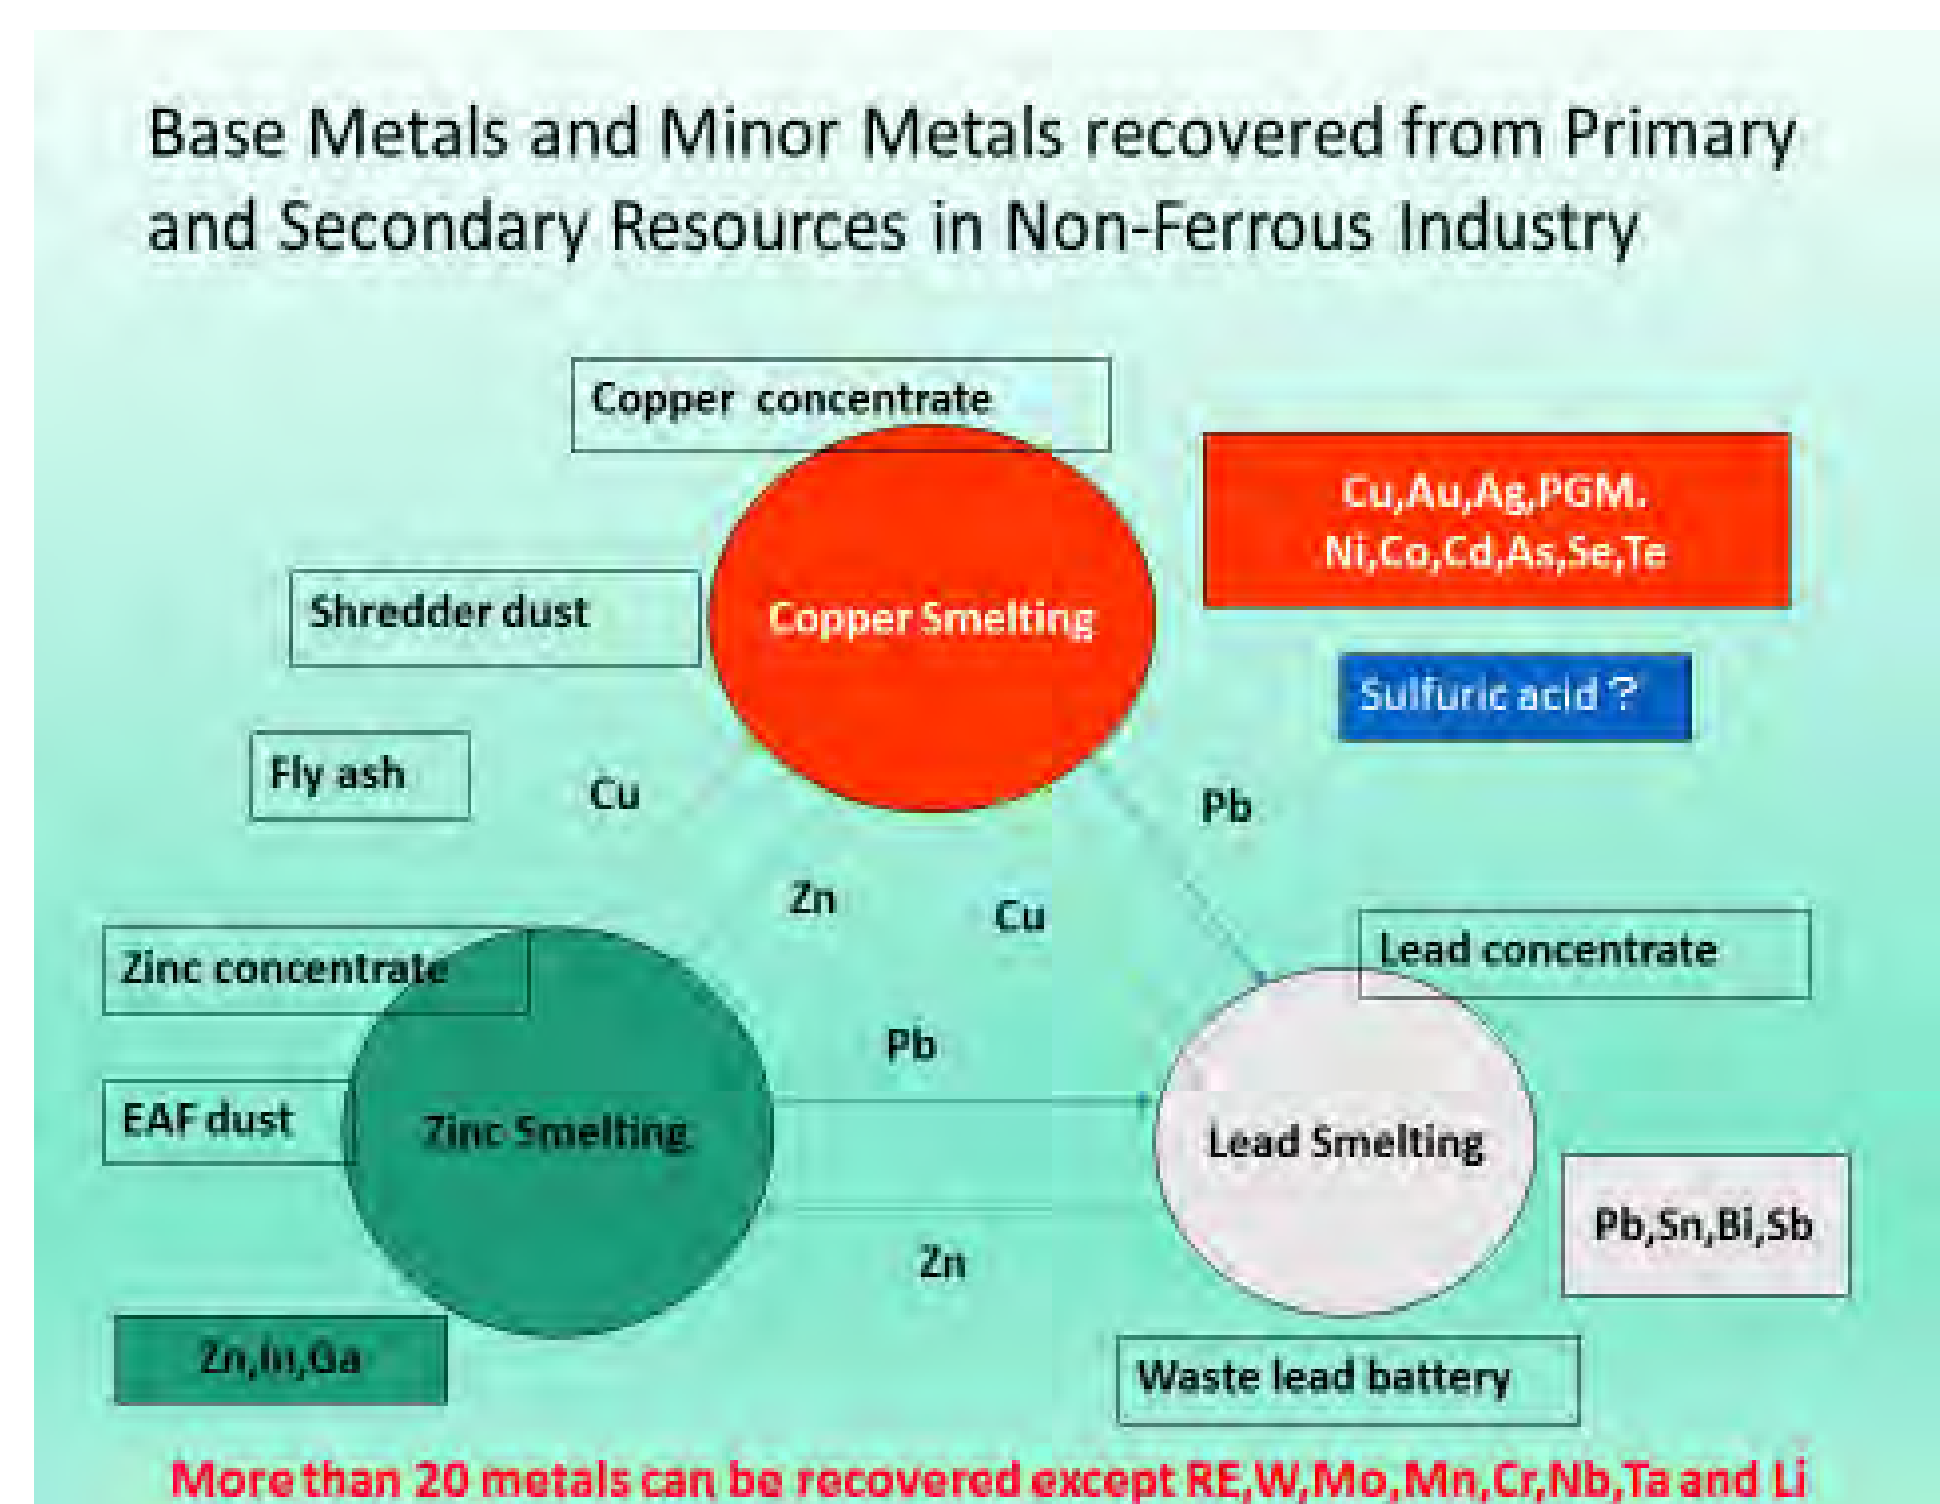 Base Metals and Minor Metals recovered from Primary
and Secondary Resources in Non-Ferrous Industry
Copper concentrate
Cu,Au,Ag,PGM.
Ni,Co,Cd,As,Se,Te
Shredder dust
Copper Smelting
Sulfuric acid ?
Fly ash
Cu
Pb
Zn
Cu
Zinc concentrate
Lead concentrate
Pb
EAF dust
Zinc Smelting
Lead Smelting
Pb,Sn,Bi,Sb
Zn
Zn,In,Ga
Waste lead battery
More than 20 metals can be recovered except RE,W,Mo,Mn,Cr,Nb,Ta and Li